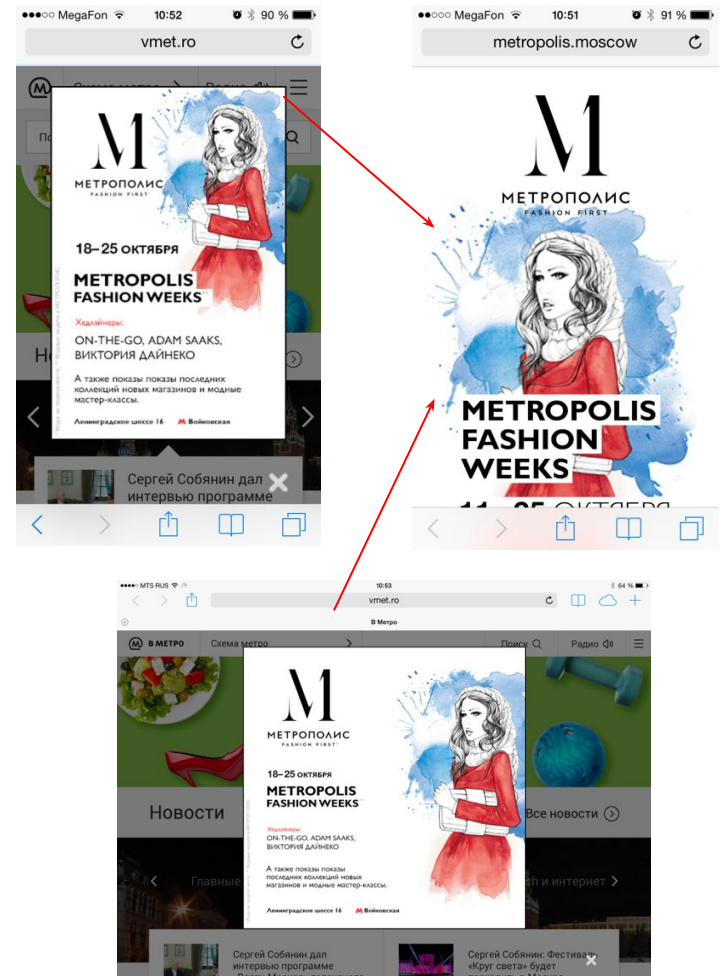 MegaFon 10:52 90 %
vmet.ro
Схема метро
Радио
МЕТРОПОЛИС
FASHION FIRST
18–25 ОКТЯБРЯ
METROPOLIS
FASHION WEEKS
Хедлайнеры:
ON-THE-GO, ADAM SAAKS,
ВИКТОРИЯ ДАЙНЕКО
А также показы показы последних
коллекций новых магазинов и модные
мастер-классы.
Ленинградское шоссе 16 М Войковская
Сергей Собянин дал
интервью программе
MegaFon 10:51 91 %
metropolis.moscow
МЕТРОПОЛИС
FASHION FIRST
METROPOLIS
FASHION
WEEKS
MTS RUS 10:53 64 %
vmet.ro
В Метро
В МЕТРО Схема метро Поиск Радио
МЕТРОПОЛИС
FASHION FIRST
18–25 ОКТЯБРЯ
METROPOLIS
FASHION WEEKS
Хедлайнеры:
ON-THE-GO, ADAM SAAKS,
ВИКТОРИЯ ДАЙНЕКО
А также показы показы
последних коллекций новых
магазинов и модные мастер-классы.
Ленинградское шоссе 16 М Войковская
Новости
Все новости
Главные
и интернет
Сергей Собянин дал
интервью программе
Сергей Собянин: Фестиваль
«Круг света» будет